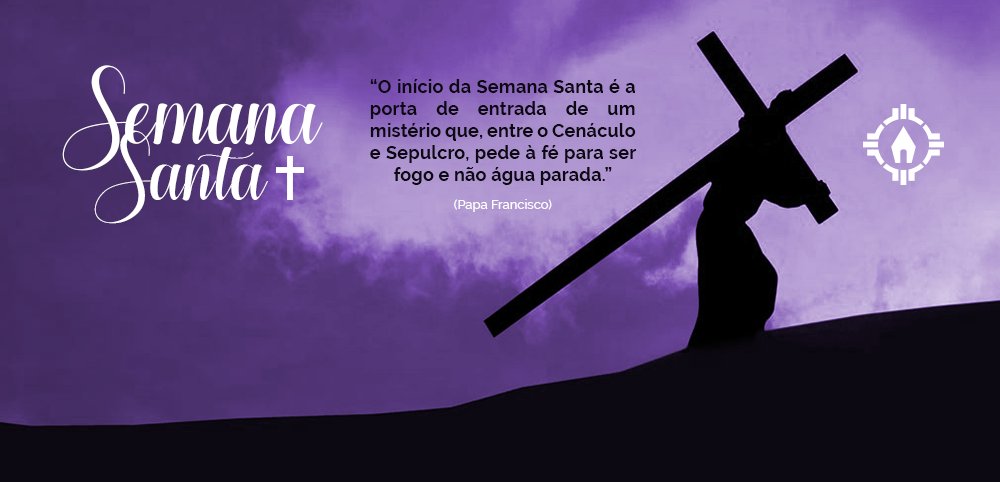 Semana
Santa
“O início da Semana Santa é a
porta de entrada de um
mistério que, entre o Cenáculo
e Sepulcro, pede à fé para ser
fogo e não água parada.”
(Papa Francisco)